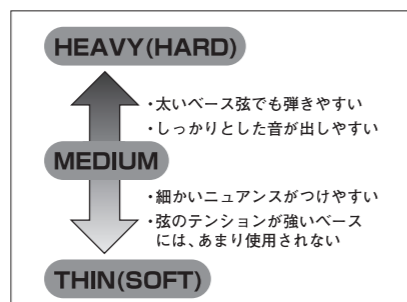 HEAVY(HARD)
・太いベース弦でも弾きやすい
・しっかりとした音が出しやすい
MEDIUM
・細かいニュアンスがつけやすい
・弦のテンションが強いベース
には、あまり使用されない
THIN(SOFT)